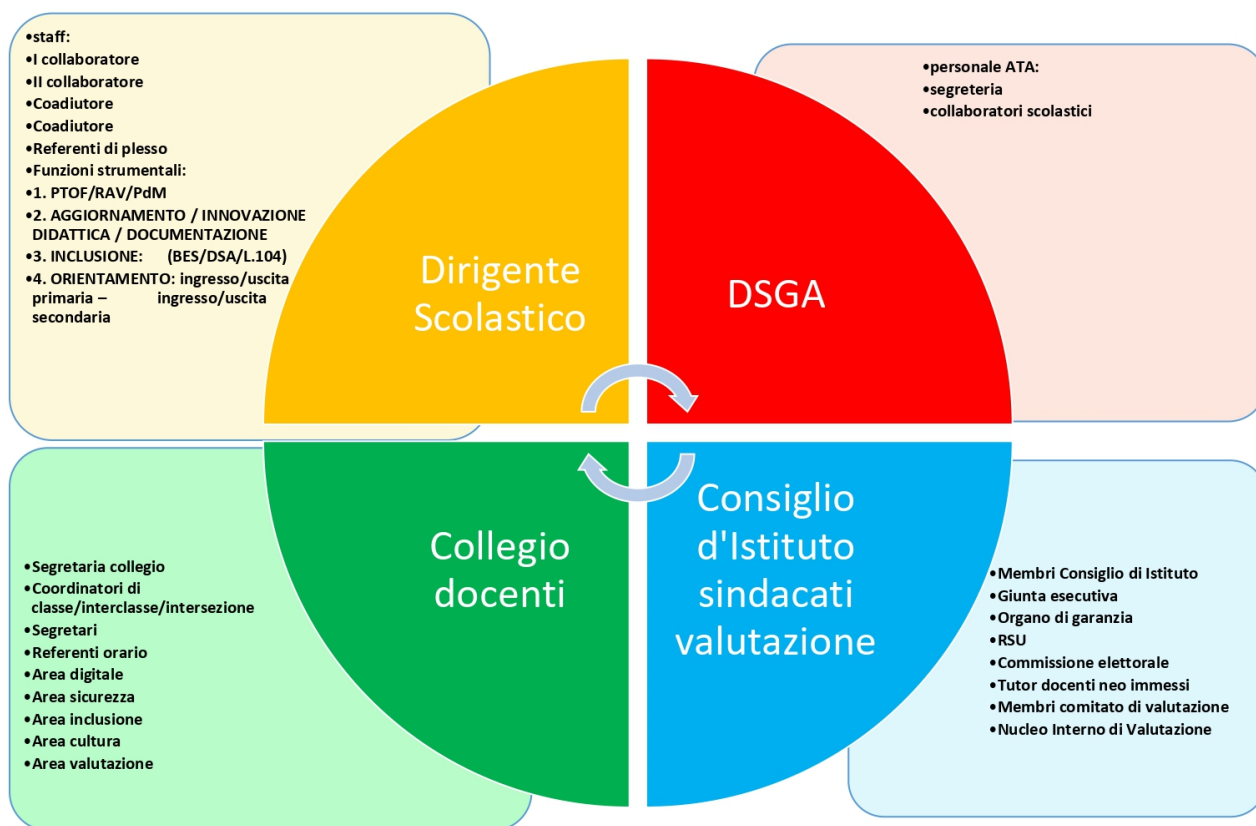 •staff:
•I collaboratore
•II collaboratore
•Coadiutore
•Coadiutore
•Referenti di plesso
•Funzioni strumentali:
•1. PTOF/RAV/PdM
•2. AGGIORNAMENTO / INNOVAZIONE
DIDATTICA / DOCUMENTAZIONE
•3. INCLUSIONE: (BES/DSA/L.104)
•4. ORIENTAMENTO: ingresso/uscita
primaria – ingresso/uscita
secondaria
Dirigente
Scolastico
•personale ATA:
•segreteria
•collaboratori scolastici
DSGA
•Segretaria collegio
•Coordinatori di
classe/interclasse/intersezione
•Segretari
•Referenti orario
•Area digitale
•Area sicurezza
•Area inclusione
•Area cultura
•Area valutazione
Collegio
docenti
Consiglio
d'Istituto
sindacati
valutazione
•Membri Consiglio di Istituto
•Giunta esecutiva
•Organo di garanzia
•RSU
•Commissione elettorale
•Tutor docenti neo immessi
•Membri comitato di valutazione
•Nucleo Interno di Valutazione